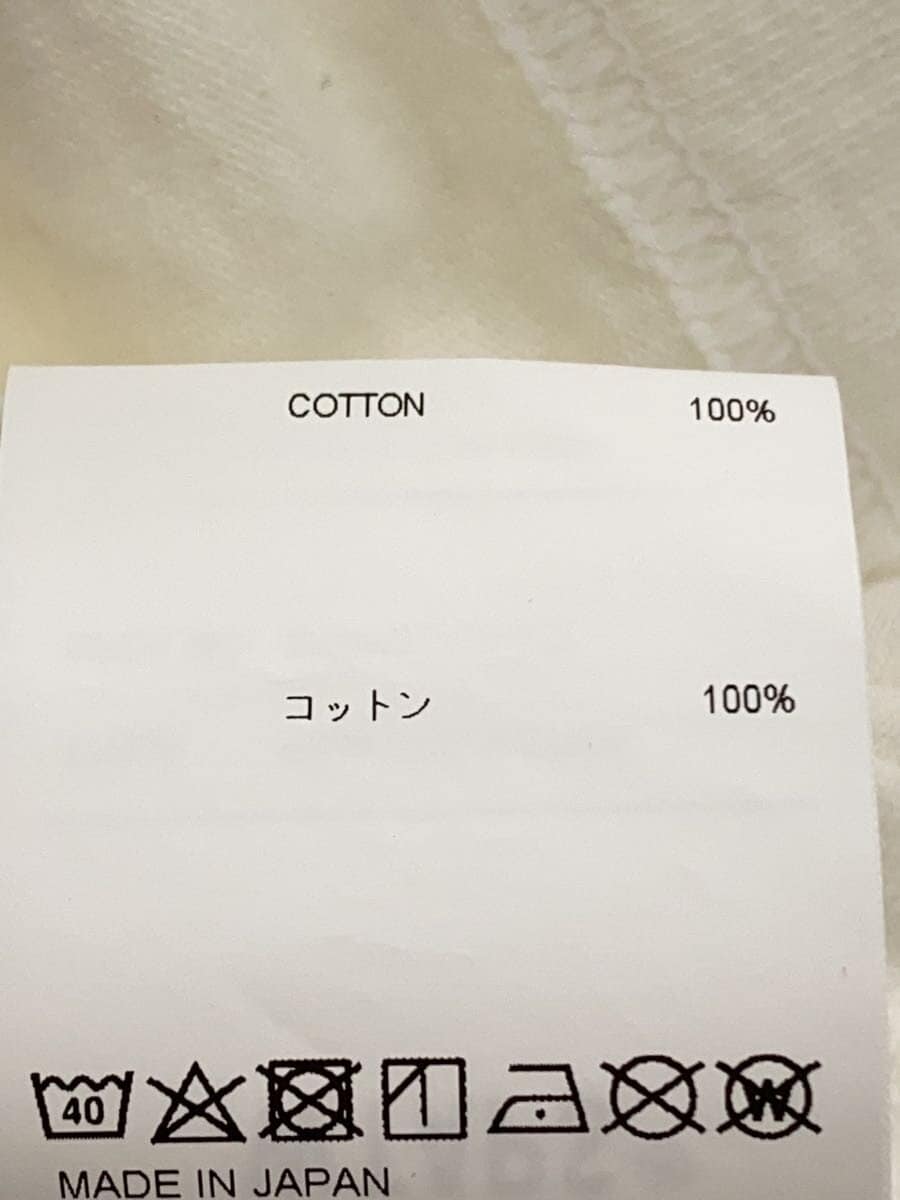 COTTON 100%
コットン 100%
40
W
MADE IN JAPAN